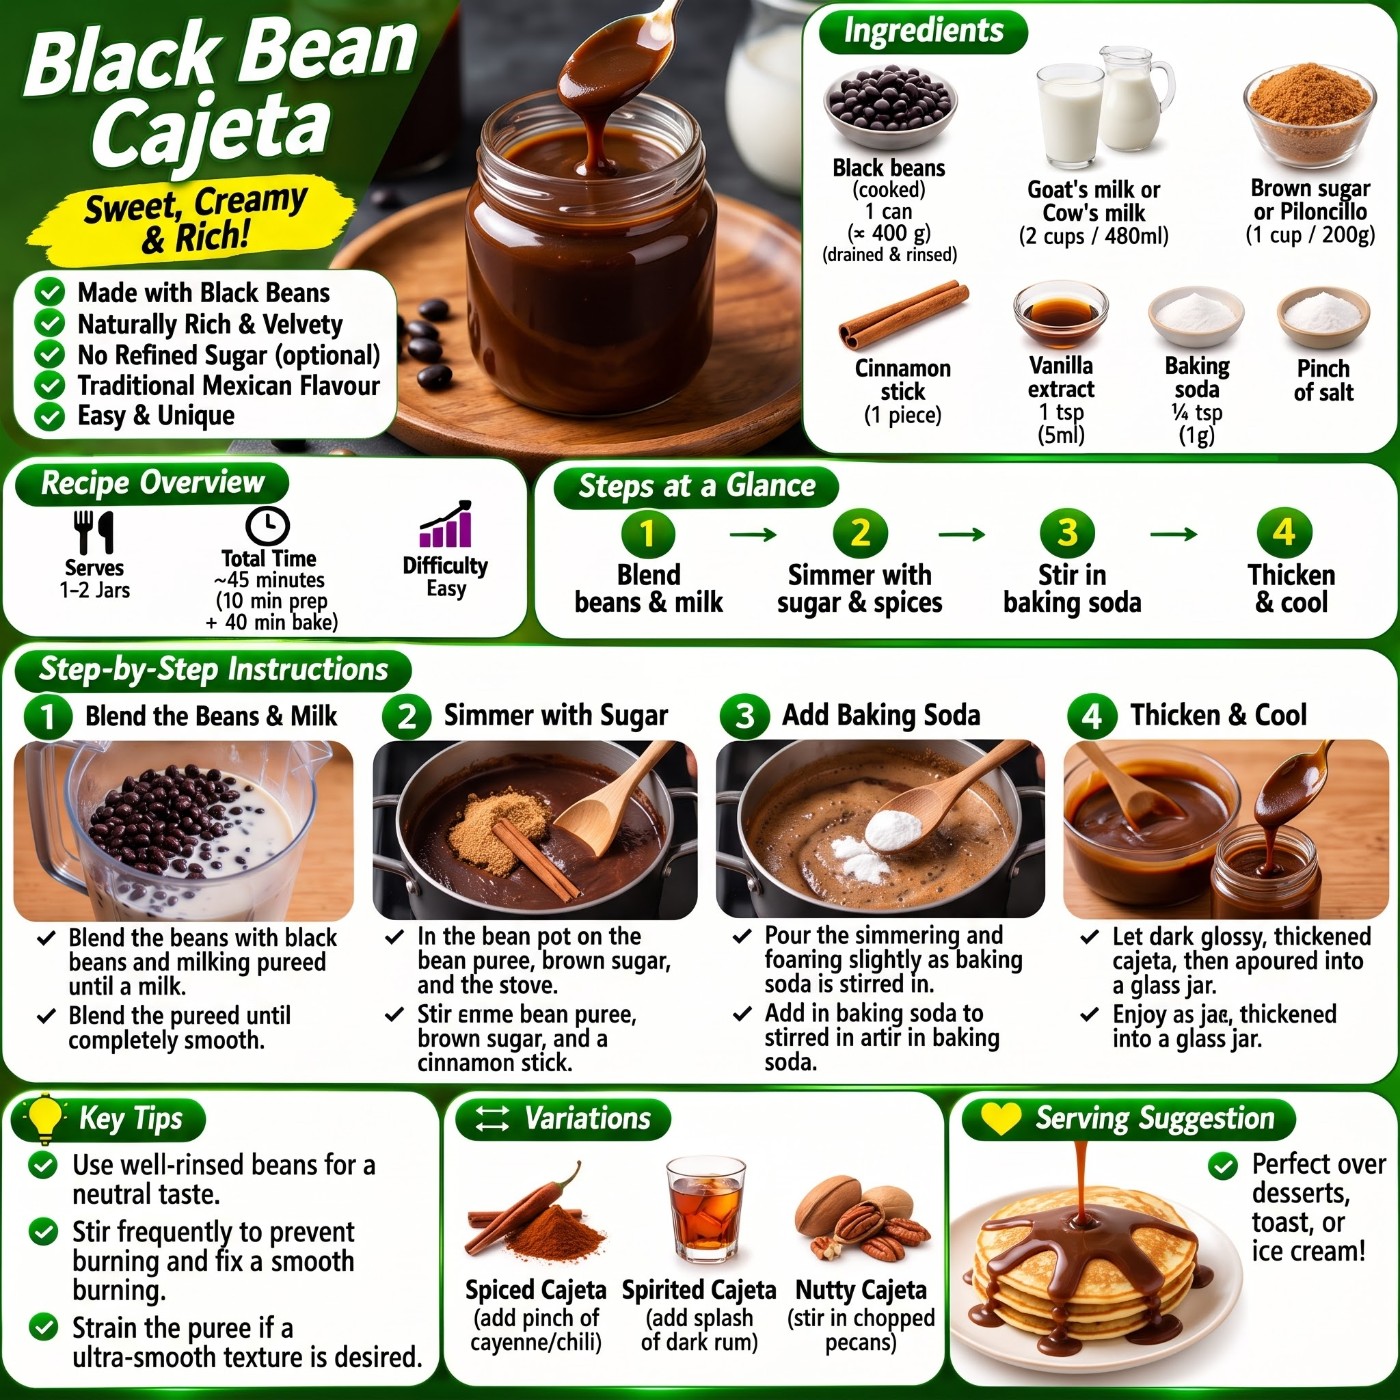 Black Bean
Cajeta
Sweet, Creamy
& Rich!
Made with Black Beans
Naturally Rich & Velvety
No Refined Sugar (optional)
Traditional Mexican Flavour
Easy & Unique
Ingredients
Black beans
(cooked)
1 can
(≈ 400 g)
(drained & rinsed)
Goat's milk or
Cow's milk
(2 cups / 480ml)
Brown sugar
or Piloncillo
(1 cup / 200g)
Cinnamon
stick
(1 piece)
Vanilla
extract
1 tsp
(5ml)
Baking
soda
¼ tsp
(1g)
Pinch
of salt
Recipe Overview
Serves
1–2 Jars
Total Time
~45 minutes
(10 min prep
+ 40 min bake)
Difficulty
Easy
Steps at a Glance
1
Blend
beans & milk
2
Simmer with
sugar & spices
3
Stir in
baking soda
4
Thicken
& cool
Step-by-Step Instructions
1 Blend the Beans & Milk
Blend the beans with black
beans and milking pureed
until a milk.
Blend the pureed until
completely smooth.
2 Simmer with Sugar
In the bean pot on the
bean puree, brown sugar,
and the stove.
Stir enme bean puree,
brown sugar, and a
cinnamon stick.
3 Add Baking Soda
Pour the simmering and
foaming slightly as baking
soda is stirred in.
Add in baking soda to
stirred in artir in baking
soda.
4 Thicken & Cool
Let dark glossy, thickened
cajeta, then apoured into
a glass jar.
Enjoy as thickened
into a glass jar.
Key Tips
Use well-rinsed beans for a
neutral taste.
Stir frequently to prevent
burning and fix a smooth
burning.
Strain the puree if a
ultra-smooth texture is desired.
Variations
Spiced Cajeta
(add pinch of
cayenne/chili)
Spirited Cajeta
(add splash
of dark rum)
Nutty Cajeta
(stir in chopped
pecans)
Serving Suggestion
Perfect over
desserts,
toast, or
ice cream!